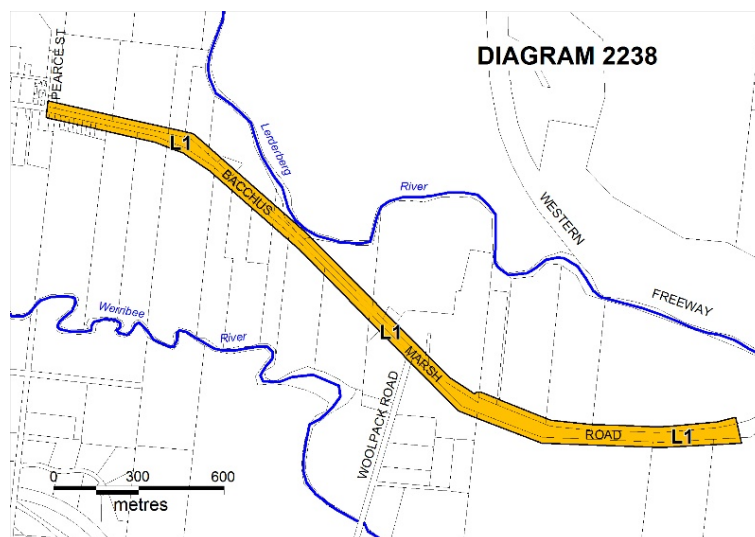 DIAGRAM 2238
PEARCE ST
L1
Lerderberg
River
BACCHUS
WESTERN
FREEWAY
Werribee
River
L1
MARSH
WOOLPACK ROAD
ROAD
L1
0 300 600
metres